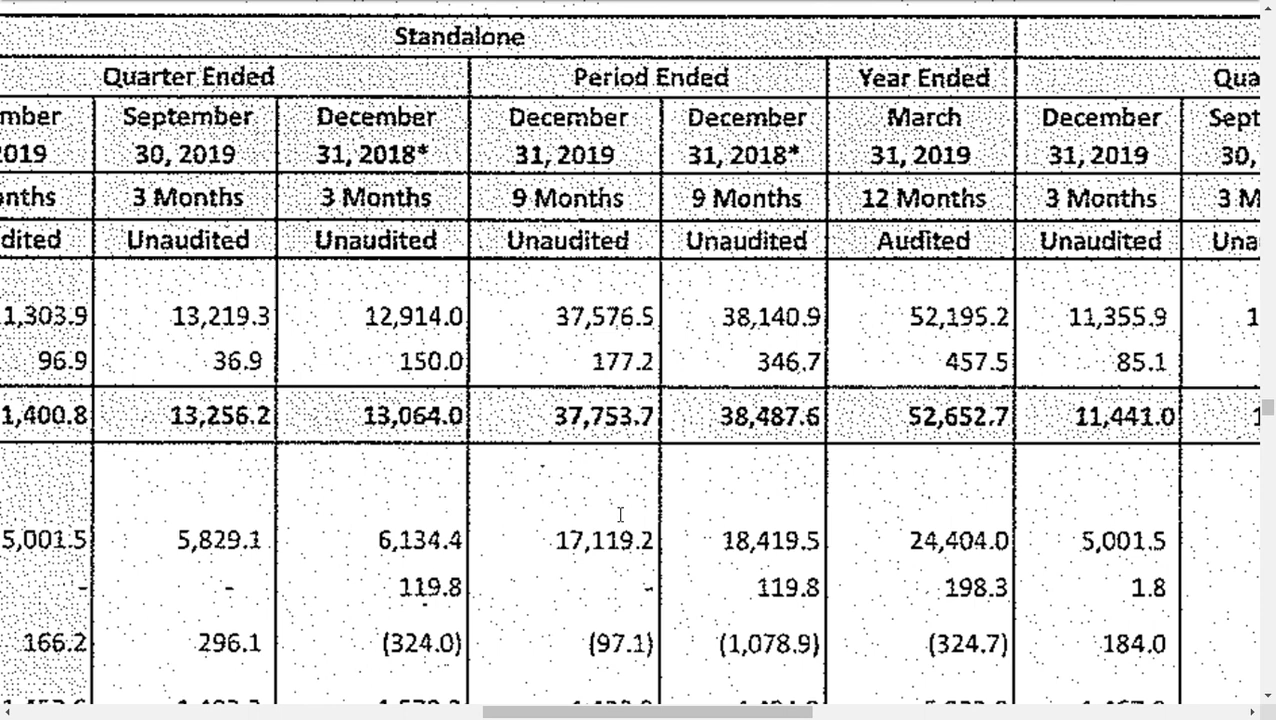 Standalone
Quarter Ended Period Ended Year Ended Qua
mber September December December December March December Sept
2019 30, 2019 31, 2018* 31, 2019 31, 2018* 31, 2019 31, 2019 30,
onths 3 Months 3 Months 9 Months 9 Months 12 Months 3 Months 3 M
dited Unaudited Unaudited Unaudited Unaudited Audited Unaudited Una
1,303.9 13,219.3 12,914.0 37,576.5 38,140.9 52,195.2 11,355.9 1
96.9 36.9 150.0 177.2 346.7 457.5 85.1
1,400.8 13,256.2 13,064.0 37,753.7 38,487.6 52,652.7 11,441.0 1
5,001.5 5,829.1 6,134.4 17,119.2 18,419.5 24,404.0 5,001.5
- - 119.8 - 119.8 198.3 1.8
166.2 296.1 (324.0) (97.1) (1,078.9) (324.7) 184.0